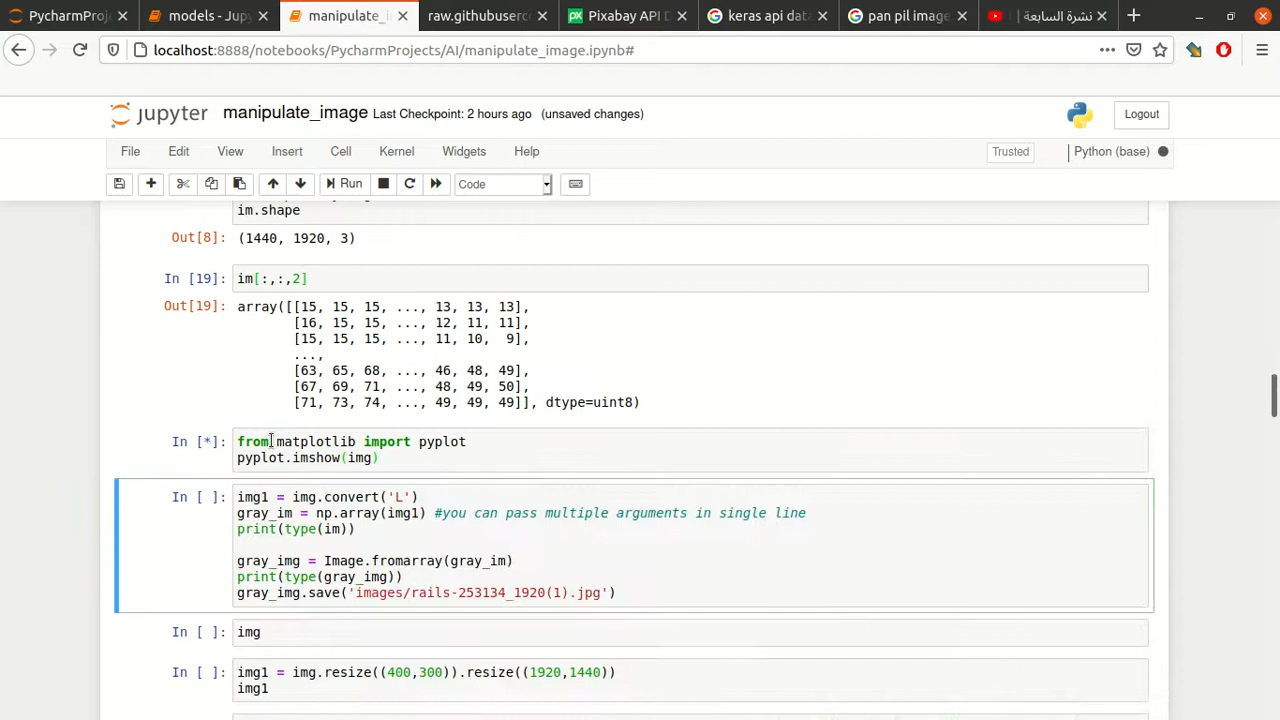 PycharmProje
models - Jupy
manipulate_i
raw.githubuserco
Pixabay API D
keras api data
pan pil image
نشرة السابعة
localhost:8888/notebooks/PycharmProjects/AI/manipulate_image.ipynb#
jupyter manipulate_image Last Checkpoint: 2 hours ago (unsaved changes) Logout
File Edit View Insert Cell Kernel Widgets Help Trusted Python (base)
Run Code
im.shape
Out[8]: (1440, 1920, 3)
In [19]: im[:,:,2]
Out[19]: array([[15, 15, 15, ..., 13, 13, 13],
[16, 15, 15, ..., 12, 11, 11],
[15, 15, 15, ..., 11, 10, 9],
...,
[63, 65, 68, ..., 46, 48, 49],
[67, 69, 71, ..., 48, 49, 50],
[71, 73, 74, ..., 49, 49, 49]], dtype=uint8)
In [*]: from matplotlib import pyplot
pyplot.imshow(img)
In [ ]: img1 = img.convert('L')
gray_im = np.array(img1) #you can pass multiple arguments in single line
print(type(im))
gray_img = Image.fromarray(gray_im)
print(type(gray_img))
gray_img.save('images/rails-253134_1920(1).jpg')
In [ ]: img
In [ ]: img1 = img.resize((400,300)).resize((1920,1440))
img1